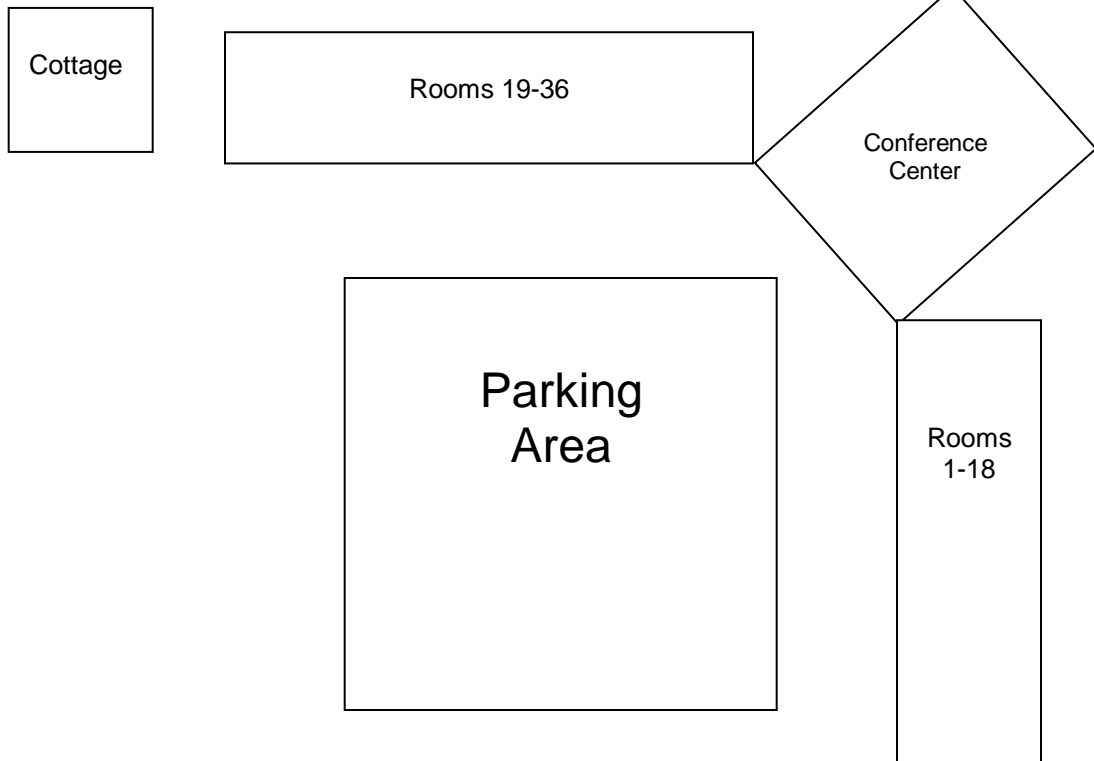 Cottage
Rooms 19-36
Conference
Center
Parking
Area
Rooms
1-18